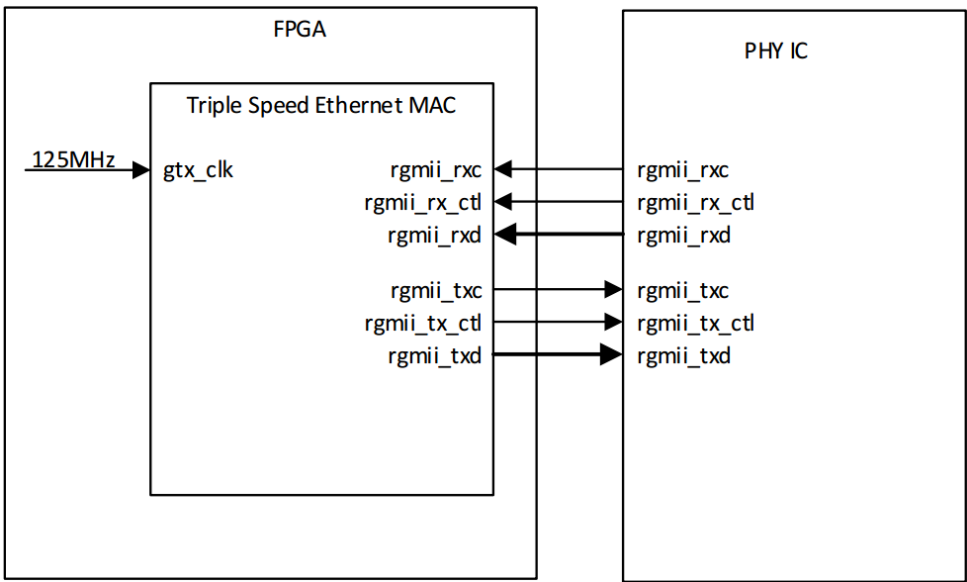 FPGA
PHY IC
Triple Speed Ethernet MAC
125MHz
gtx_clk
rgmii_rxc
rgmii_rxc
rgmii_rx_ctl
rgmii_rx_ctl
rgmii_rxd
rgmii_rxd
rgmii_txc
rgmii_txc
rgmii_tx_ctl
rgmii_tx_ctl
rgmii_txd
rgmii_txd